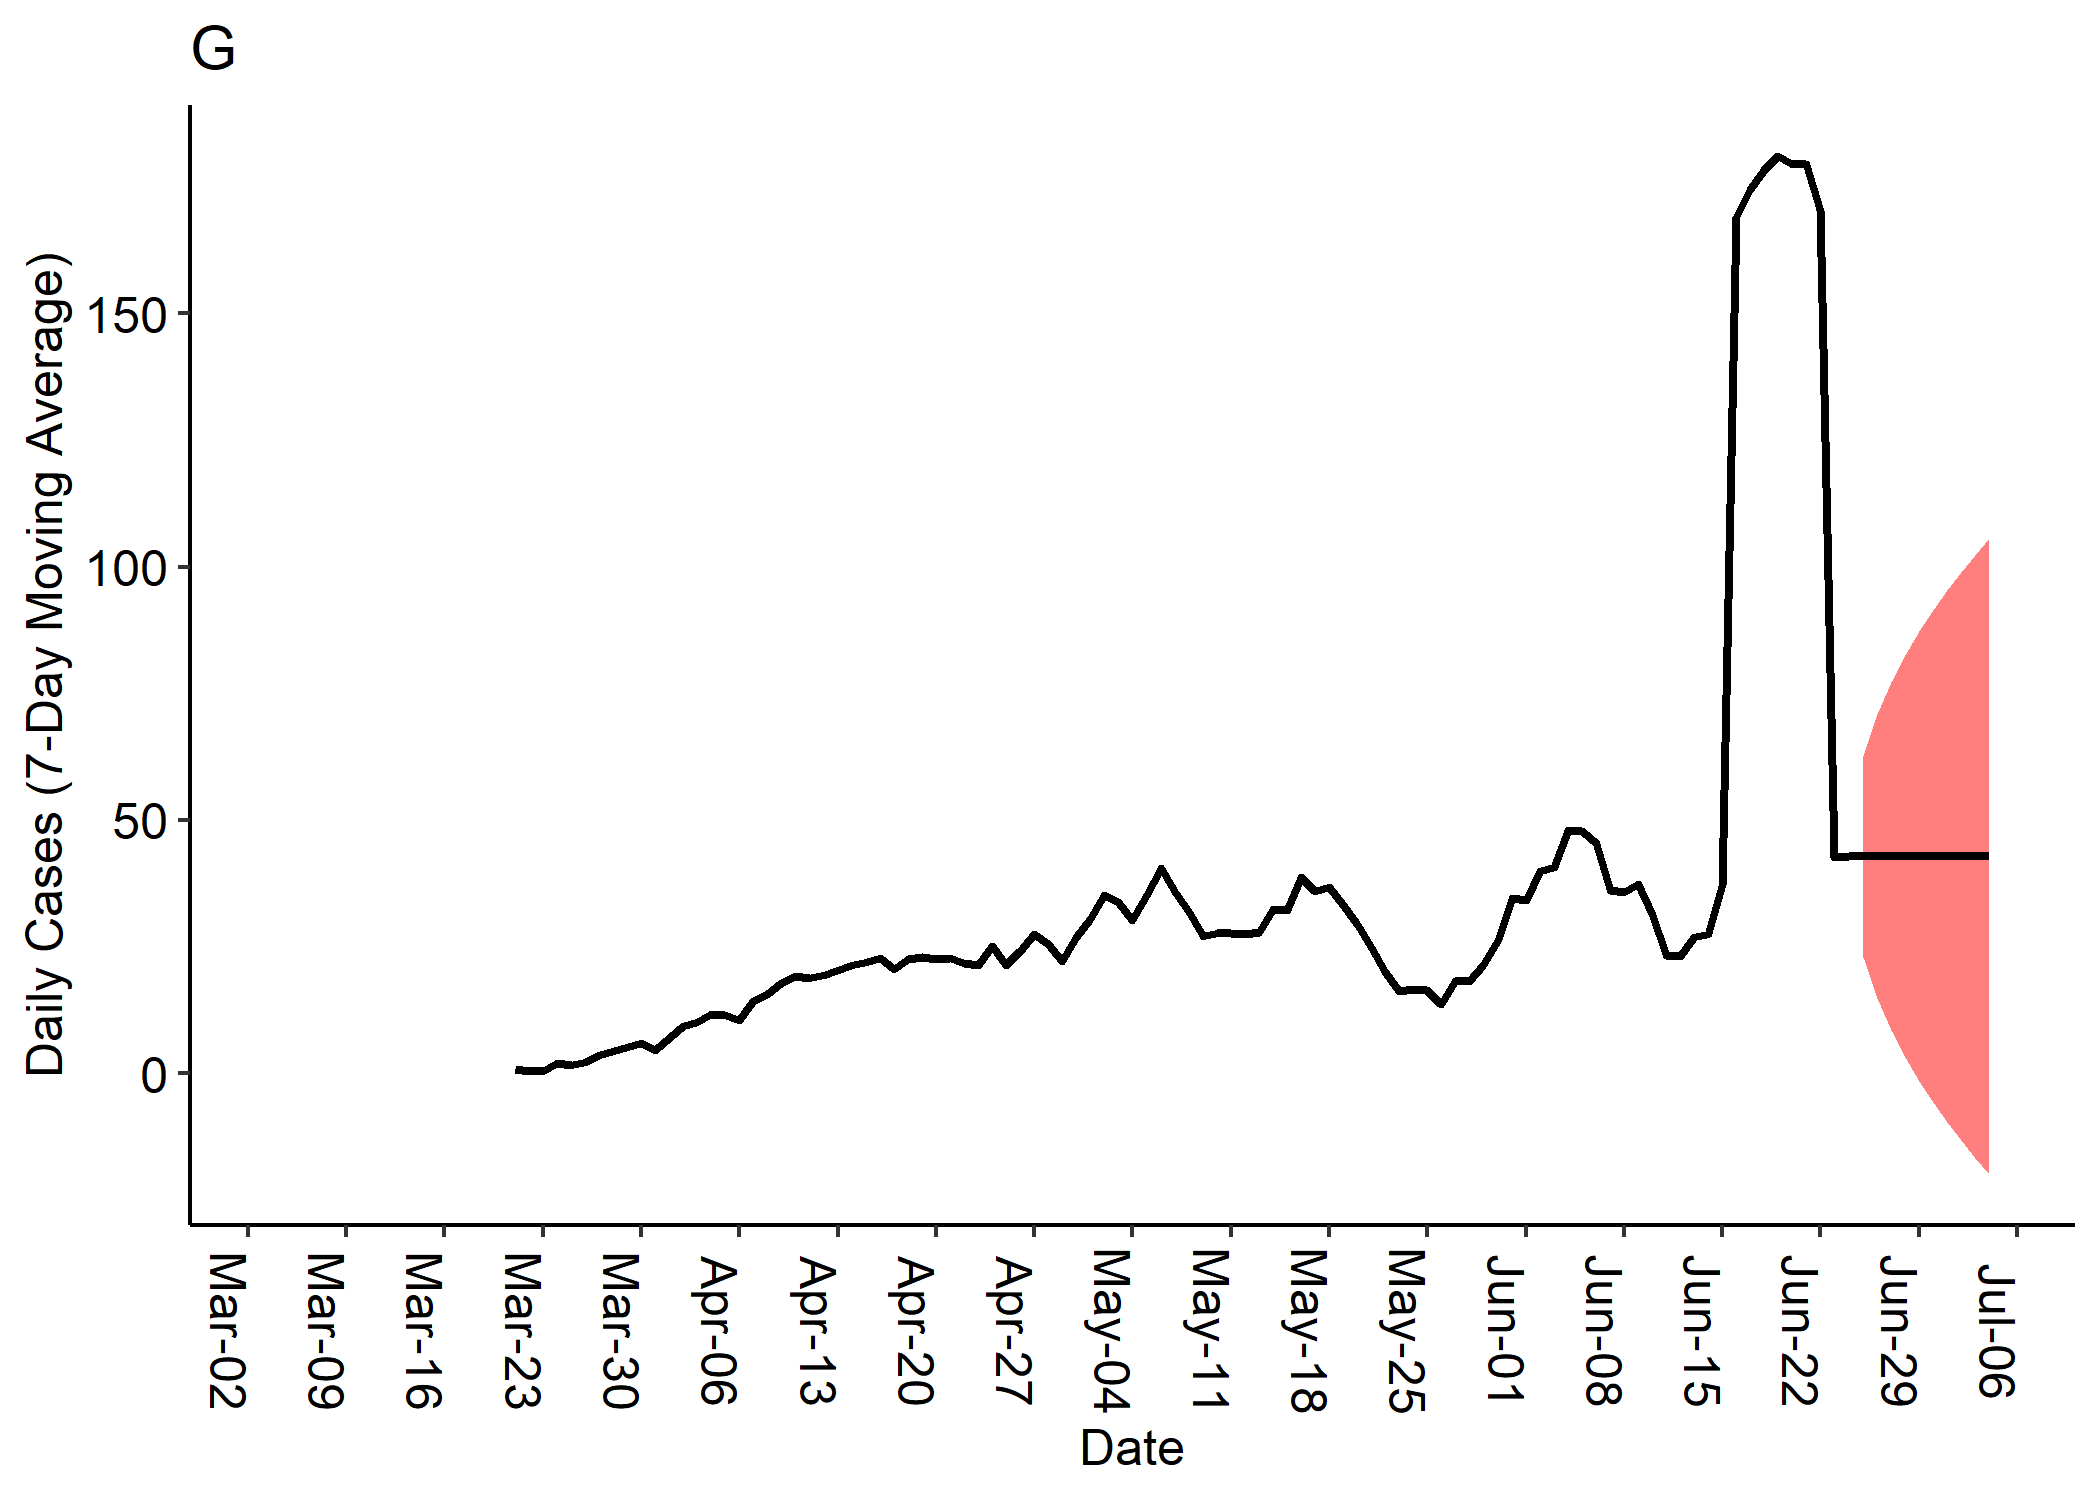 G
Daily Cases (7-Day Moving Average)
150
100
50
0
Mar-02
Mar-09
Mar-16
Mar-23
Mar-30
Apr-06
Apr-13
Apr-20
Apr-27
May-04
May-11
May-18
May-25
Jun-01
Jun-08
Jun-15
Jun-22
Jun-29
Jul-06
Date